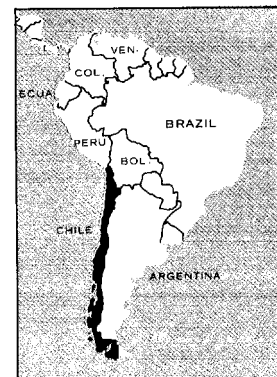 VEN.
COL.
ECUA.
BRAZIL
PERU
BOL.
CHILE
ARGENTINA